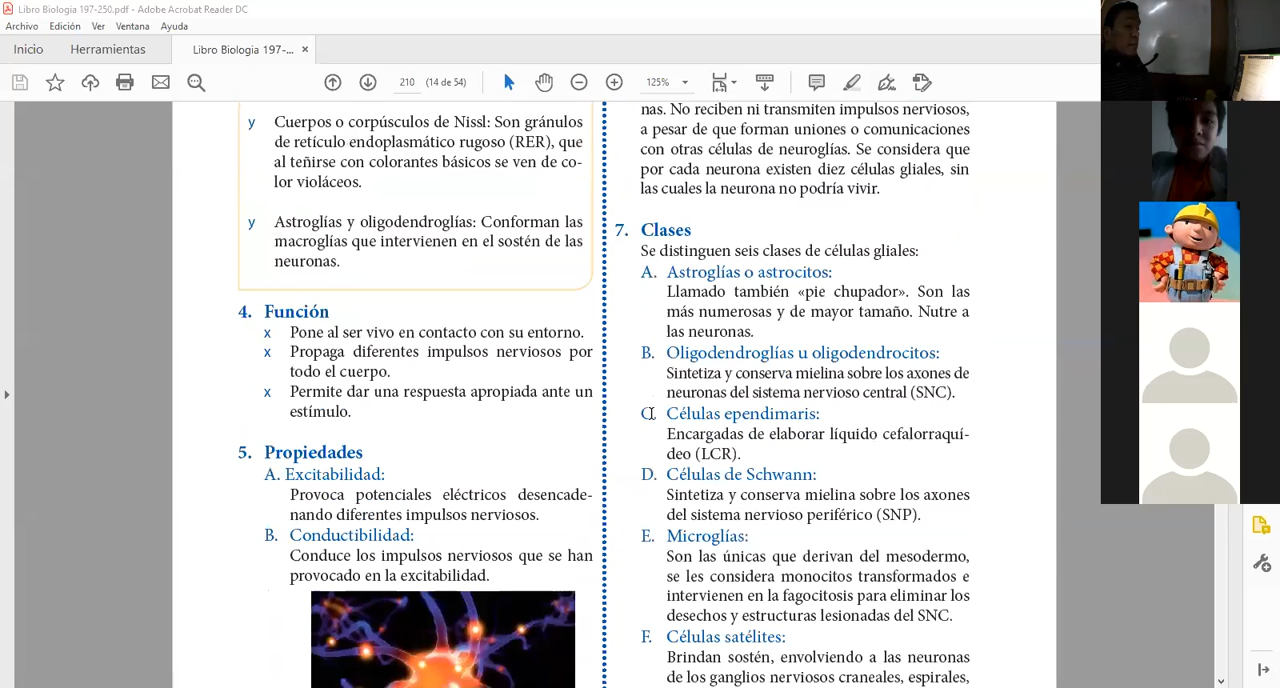 Libro Biologia 197-250.pdf - Adobe Acrobat Reader DC
Archivo Edición Ver Ventana Ayuda
Inicio Herramientas Libro Biologia 197-... ×
210 (14 de 54) 125%
y Cuerpos o corpúsculos de Nissl: Son gránulos
de retículo endoplasmático rugoso (RER), que
al teñirse con colorantes básicos se ven de co-
lor violáceos.
y Astroglías y oligodendroglías: Conforman las
macroglías que intervienen en el sostén de las
neuronas.
4. Función
x Pone al ser vivo en contacto con su entorno.
x Propaga diferentes impulsos nerviosos por
todo el cuerpo.
x Permite dar una respuesta apropiada ante un
estímulo.
5. Propiedades
A. Excitabilidad:
Provoca potenciales eléctricos desencade-
nando diferentes impulsos nerviosos.
B. Conductibilidad:
Conduce los impulsos nerviosos que se han
provocado en la excitabilidad.
nas. No reciben ni transmiten impulsos nerviosos,
a pesar de que forman uniones o comunicaciones
con otras células de neuroglías. Se considera que
por cada neurona existen diez células gliales, sin
las cuales la neurona no podría vivir.
7. Clases
Se distinguen seis clases de células gliales:
A. Astroglías o astrocitos:
Llamado también «pie chupador». Son las
más numerosas y de mayor tamaño. Nutre a
las neuronas.
B. Oligodendroglías u oligodendrocitos:
Sintetiza y conserva mielina sobre los axones de
neuronas del sistema nervioso central (SNC).
C. Células ependimaris:
Encargadas de elaborar líquido cefalorraquí-
deo (LCR).
D. Células de Schwann:
Sintetiza y conserva mielina sobre los axones
del sistema nervioso periférico (SNP).
E. Microglías:
Son las únicas que derivan del mesodermo,
se les considera monocitos transformados e
intervienen en la fagocitosis para eliminar los
desechos y estructuras lesionadas del SNC.
F. Células satélites:
Brindan sostén, envolviendo a las neuronas
de los ganglios nerviosos craneales, espirales,